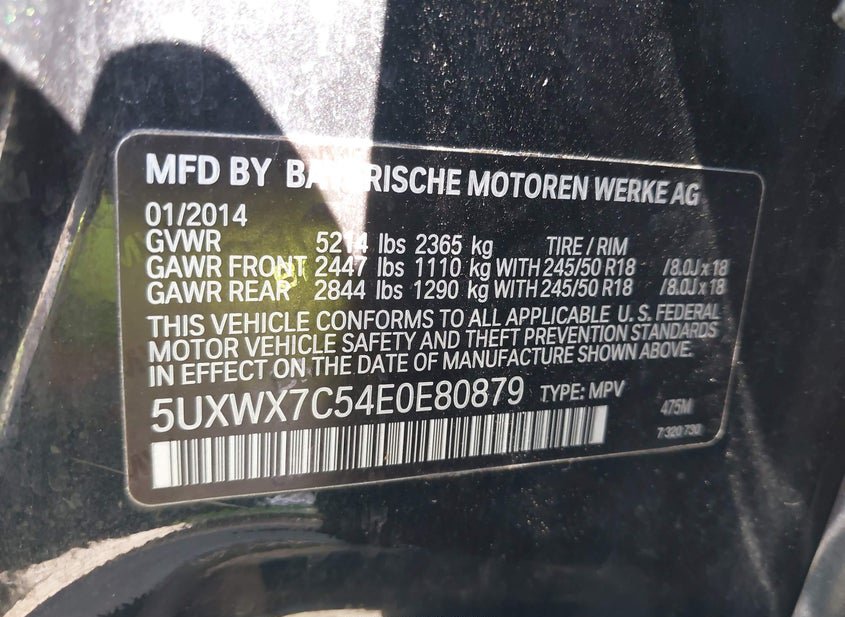 MFD BY BAYERISCHE MOTOREN WERKE AG
01/2014
GVWR 5214 lbs 2365 kg TIRE / RIM
GAWR FRONT 2447 lbs 1110 kg WITH 245/50 R18 /8.0J x 18
GAWR REAR 2844 lbs 1290 kg WITH 245/50 R18 /8.0J x 18
THIS VEHICLE CONFORMS TO ALL APPLICABLE U.S. FEDERAL
MOTOR VEHICLE SAFETY AND THEFT PREVENTION STANDARDS
IN EFFECT ON THE DATE OF MANUFACTURE SHOWN ABOVE.
5UXWX7C54E0E80879 TYPE: MPV 475M
7 320 730